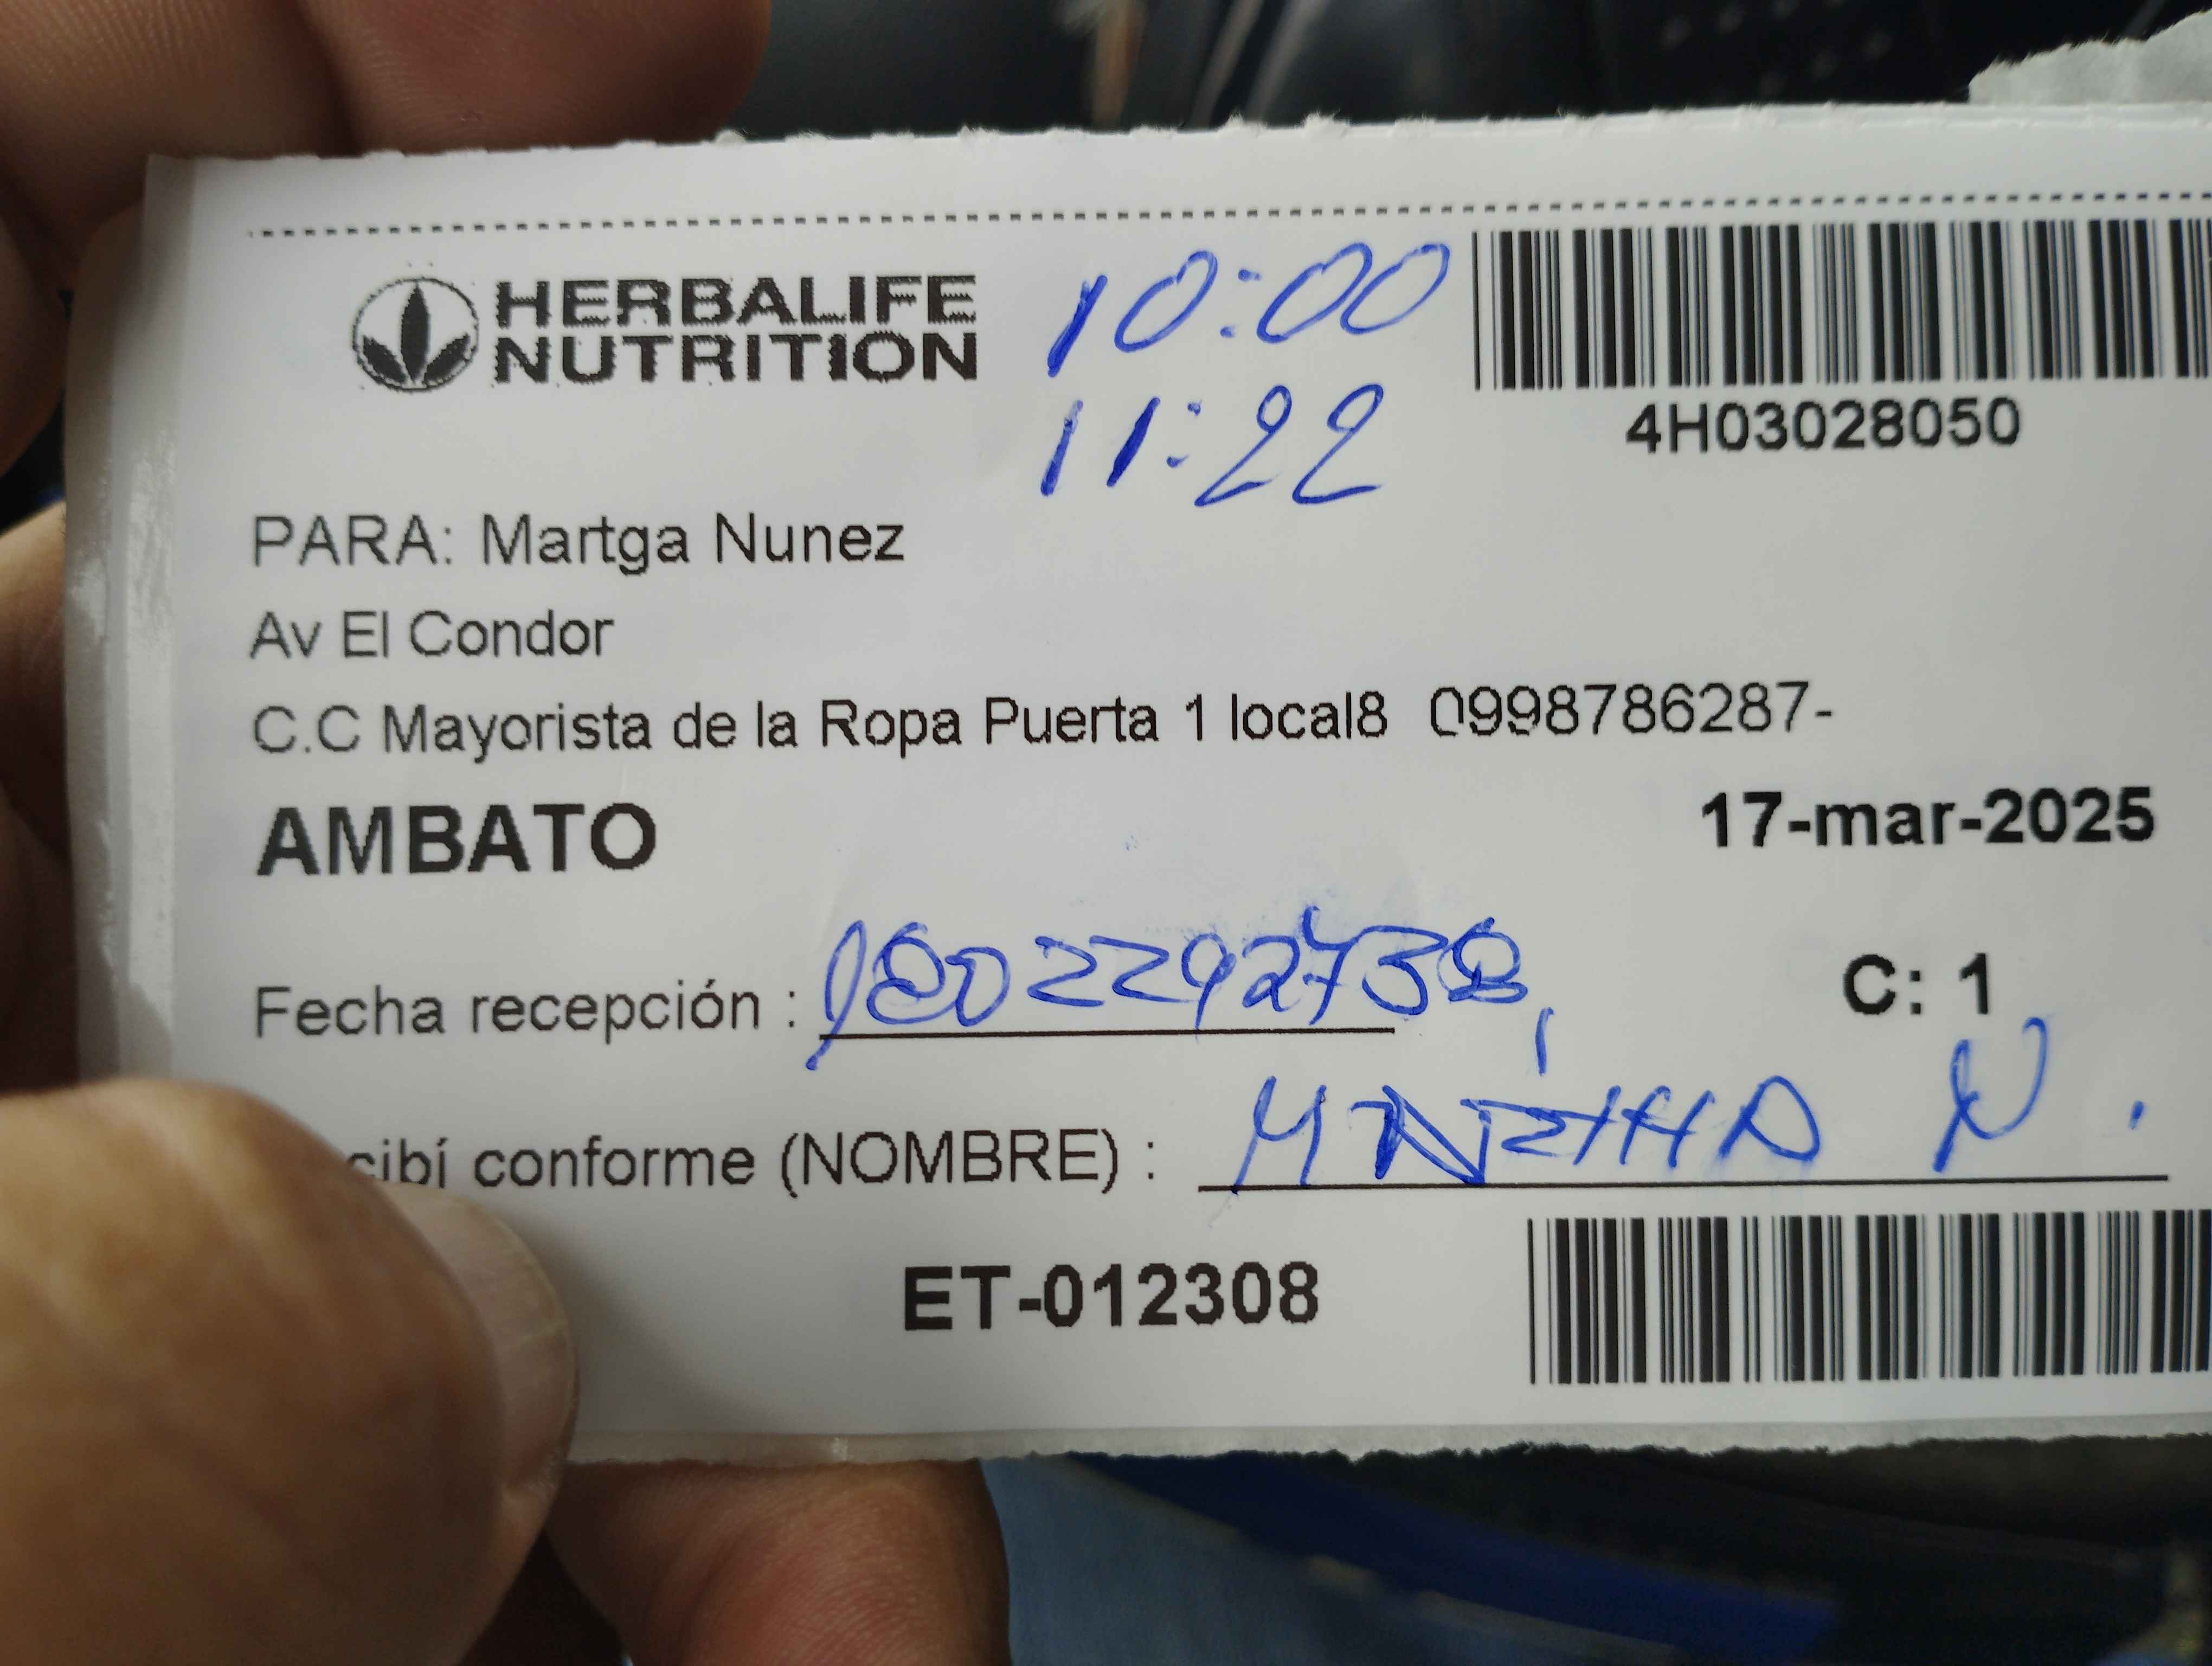 HERBALIFE
NUTRITION
10:00
11:22
4H03028050
PARA: Martga Nunez
Av El Condor
C.C Mayorista de la Ropa Puerta 1 local8 0998786287-
AMBATO
17-mar-2025
Fecha recepción :
C: 1
cibí conforme (NOMBRE) : N.
ET-012308